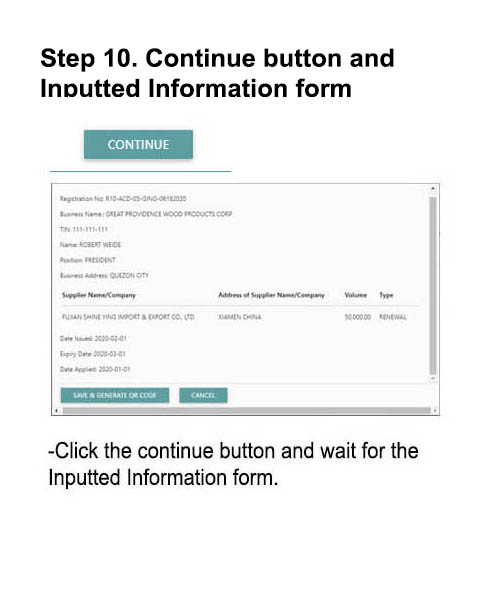 Step 10. Continue button and
Inputted Information form
CONTINUE
Registration No: R10-ACD-05-GING-06182020
Business Name: GREAT PROVIDENCE WOOD PRODUCTS CORP
TIN: 111-111-111
Name: ROBERT WEIDE
Position: PRESIDENT
Business Address: QUEZON CITY
Supplier Name/Company Address of Supplier Name/Company Volume Type
FUJIAN SHINE YING IMPORT & EXPORT CO., LTD XIAMEN CHINA 50,000.00 RENEWAL
Date Issued: 2020-02-01
Expiry Date: 2020-03-01
Date Applied: 2020-01-01
SAVE & GENERATE QR CODE CANCEL
-Click the continue button and wait for the
Inputted Information form.